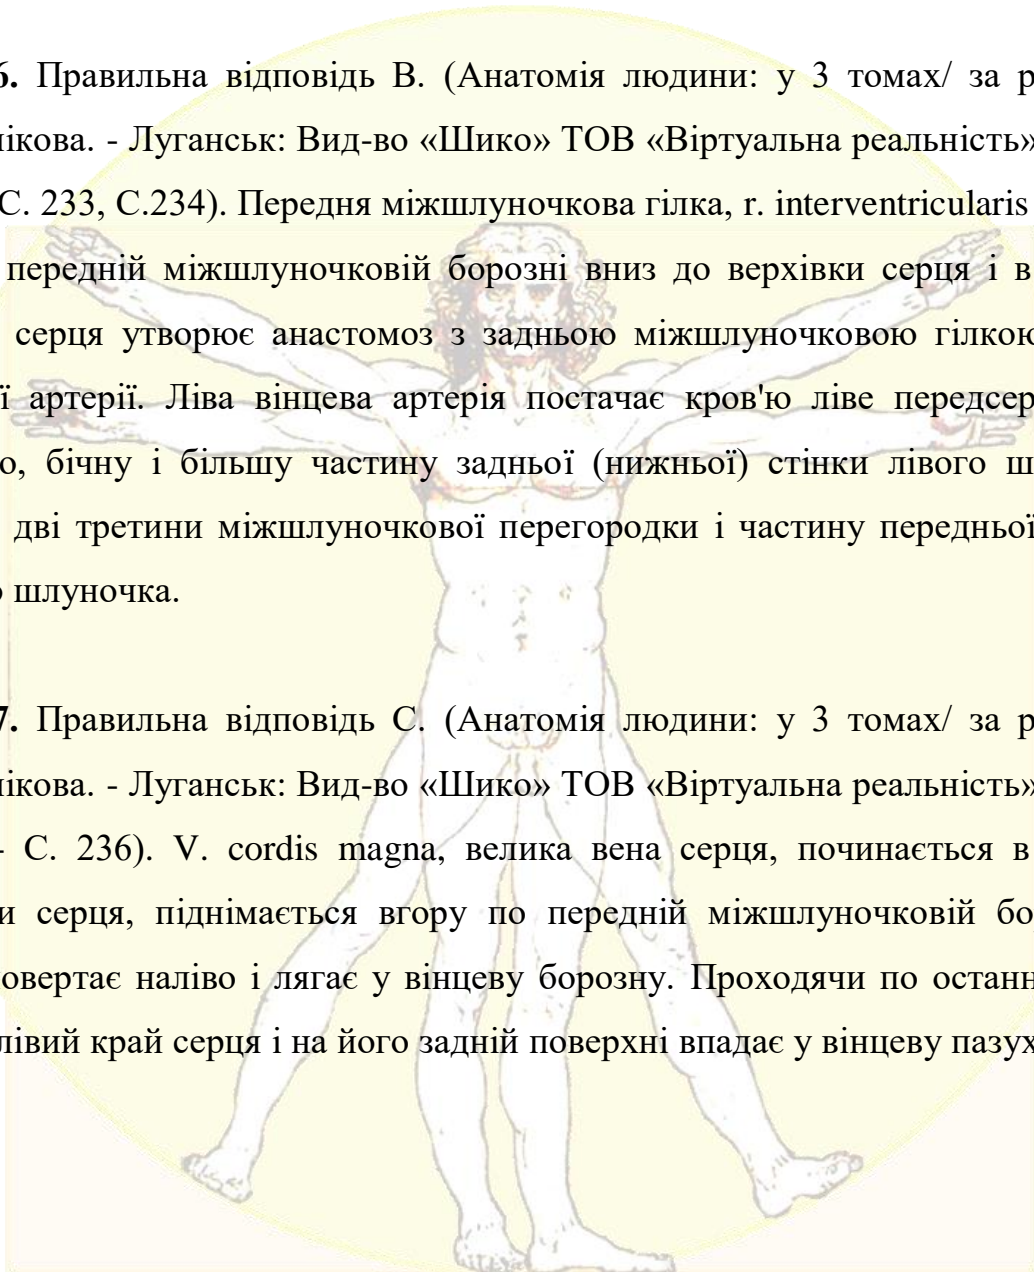 6. Правильна відповідь В. (Анатомія людини: у 3 томах/ за р
нікова. - Луганськ: Вид-во «Шико» ТОВ «Віртуальна реальність»
С. 233, С.234). Передня міжшлуночкова гілка, r. interventricularis
передній міжшлуночковій борозні вниз до верхівки серця і в
серця утворює анастомоз з задньою міжшлуночковою гілкою
ї артерії. Ліва вінцева артерія постачає кров'ю ліве передсер
о, бічну і більшу частину задньої (нижньої) стінки лівого ш
дві третини міжшлуночкової перегородки і частину передньої
о шлуночка.
7. Правильна відповідь С. (Анатомія людини: у 3 томах/ за р
нікова. - Луганськ: Вид-во «Шико» ТОВ «Віртуальна реальність»
- С. 236). V. cordis magna, велика вена серця, починається в
и серця, піднімається вгору по передній міжшлуночковій бо
овертає наліво і лягає у вінцеву борозну. Проходячи по останн
лівий край серця і на його задній поверхні впадає у вінцеву пазух